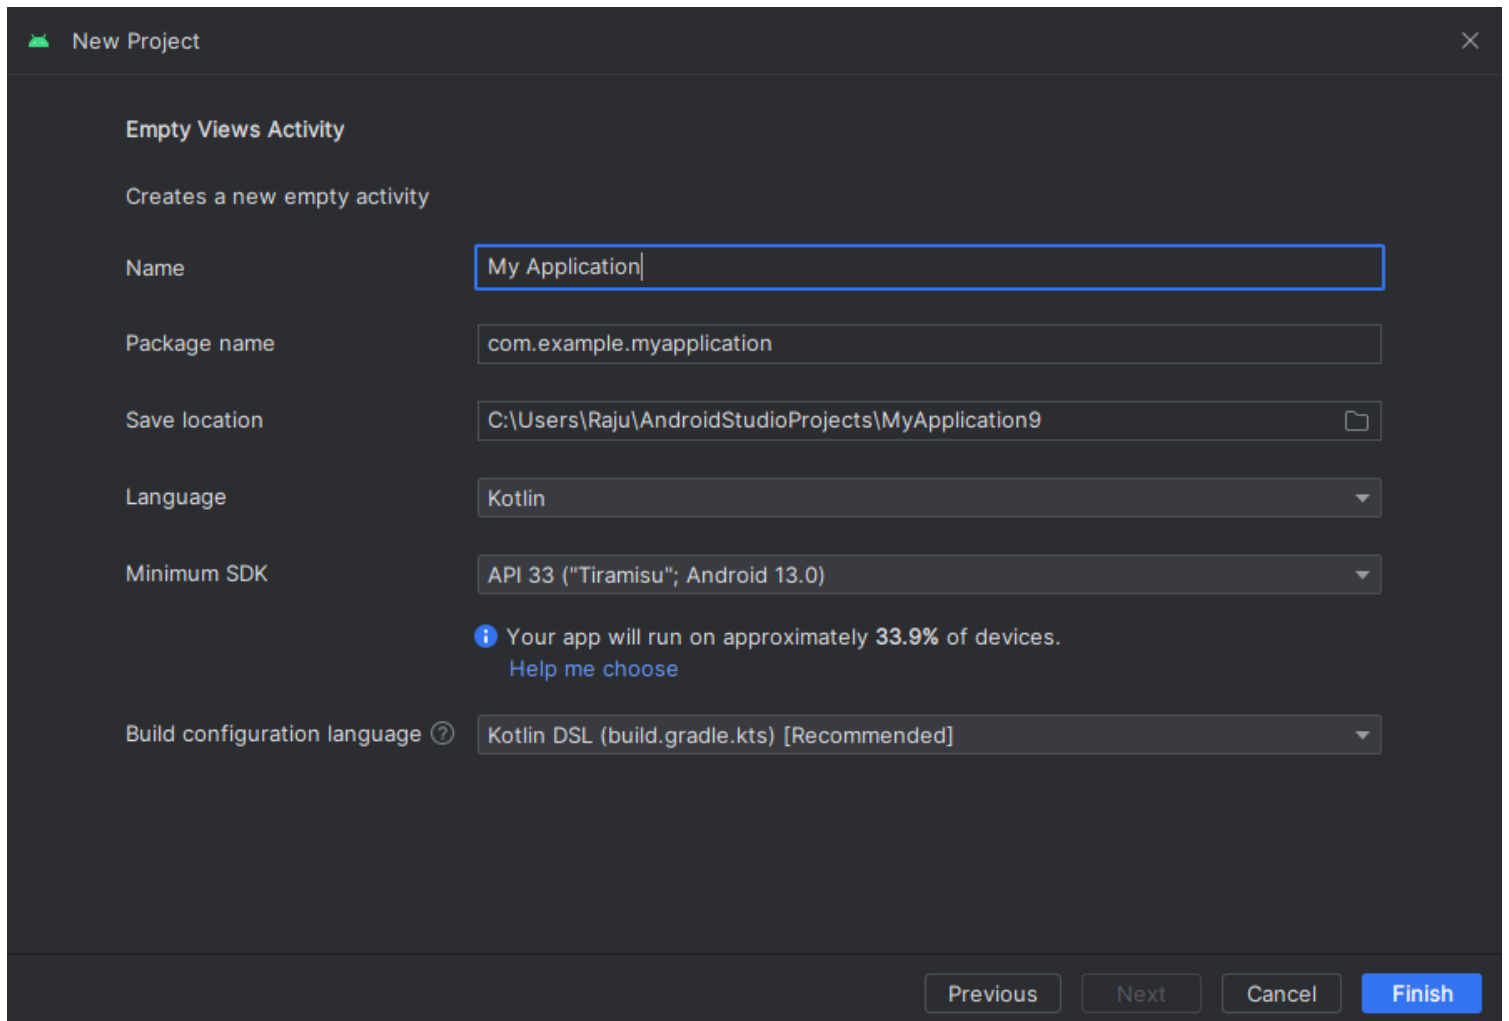 New Project
Empty Views Activity
Creates a new empty activity
Name My Application
Package name com.example.myapplication
Save location C:\Users\Raju\AndroidStudioProjects\MyApplication9
Language Kotlin
Minimum SDK API 33 ("Tiramisu"; Android 13.0)
Your app will run on approximately 33.9% of devices.
Help me choose
Build configuration language ? Kotlin DSL (build.gradle.kts) [Recommended]
Previous Next Cancel Finish